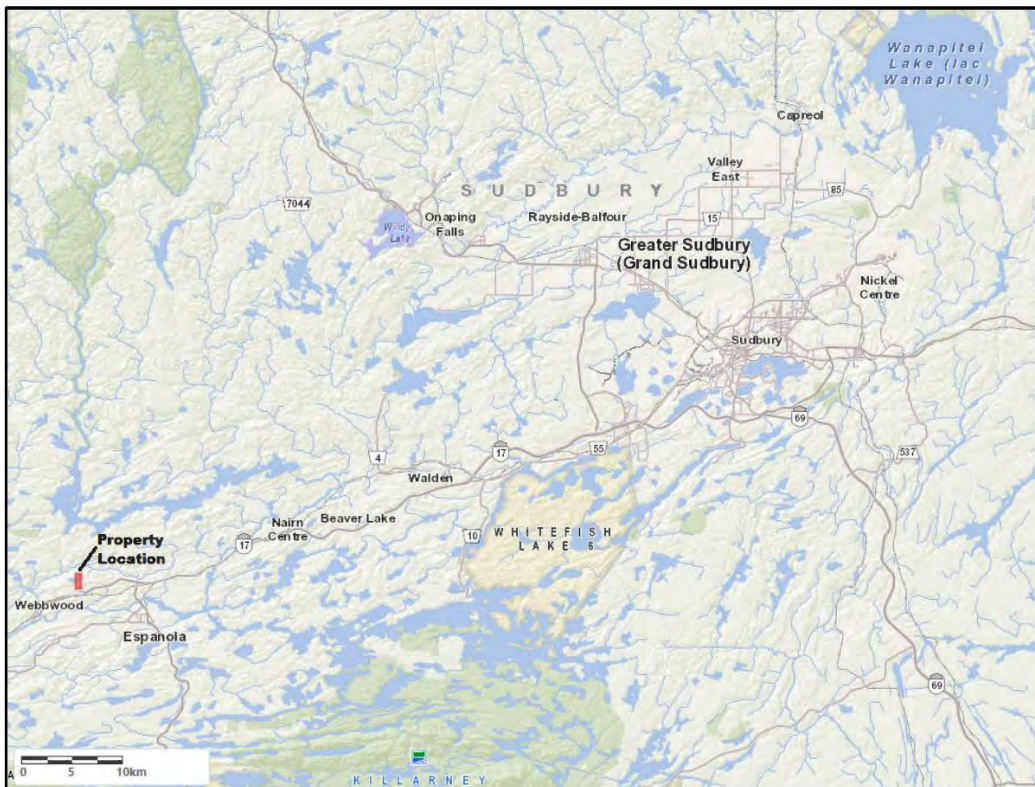 Wanapitei
Lake (lac
Wanapitei)
Capreol
Valley
East
85
SUDBURY
7044
Onaping
Falls
Rayside-Balfour
15
Windy
Lake
Greater Sudbury
(Grand Sudbury)
Nickel
Centre
Sudbury
69
55
17
537
4
Walden
Beaver Lake
Nairn
Centre
10
WHITEFISH
LAKE 6
17
Property
Location
Webbwood
Espanola
69
0 5 10km
A
KILLARNEY